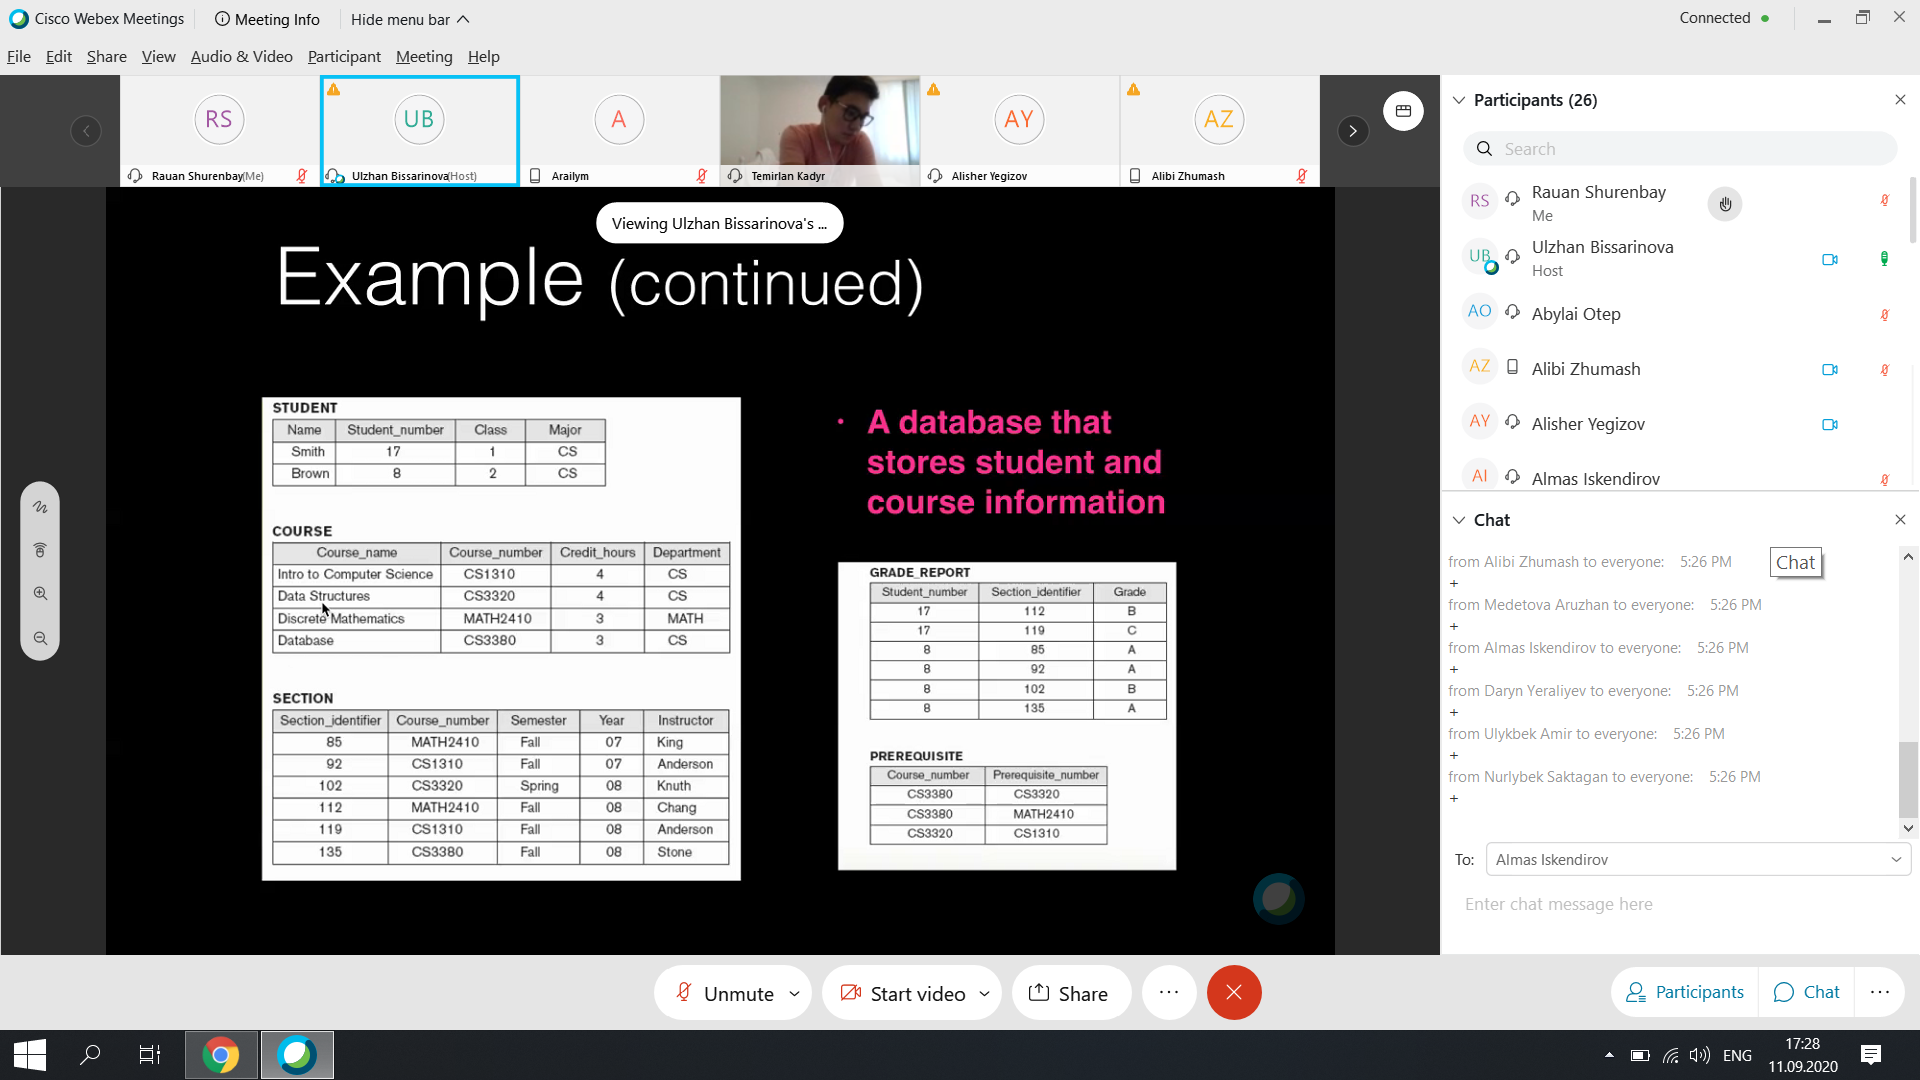 Cisco Webex Meetings
Meeting Info
Hide menu bar
Connected
File Edit Share View Audio & Video Participant Meeting Help
RS
UB
A
AY
AZ
Rauan Shurenbay(Me)
Ulzhan Bissarinova(Host)
Arailym
Temirlan Kadyr
Alisher Yegizov
Alibi Zhumash
Viewing Ulzhan Bissarinova's ...
Example (continued)
STUDENT
Name Student_number Class Major
Smith 17 1 CS
Brown 8 2 CS
COURSE
Course_name Course_number Credit_hours Department
Intro to Computer Science CS1310 4 CS
Data Structures CS3320 4 CS
Discrete Mathematics MATH2410 3 MATH
Database CS3380 3 CS
SECTION
Section_identifier Course_number Semester Year Instructor
85 MATH2410 Fall 07 King
92 CS1310 Fall 07 Anderson
102 CS3320 Spring 08 Knuth
112 MATH2410 Fall 08 Chang
119 CS1310 Fall 08 Anderson
135 CS3380 Fall 08 Stone
• A database that
stores student and
course information
GRADE_REPORT
Student_number Section_identifier Grade
17 112 B
17 119 C
8 85 A
8 92 A
8 102 B
8 135 A
PREREQUISITE
Course_number Prerequisite_number
CS3380 CS3320
CS3380 MATH2410
CS3320 CS1310
Participants (26)
Search
RS Rauan Shurenbay
Me
UB Ulzhan Bissarinova
Host
AO Abylai Otep
AZ Alibi Zhumash
AY Alisher Yegizov
AI Almas Iskendirov
Chat
Chat
from Alibi Zhumash to everyone: 5:26 PM
+
from Medetova Aruzhan to everyone: 5:26 PM
+
from Almas Iskendirov to everyone: 5:26 PM
+
from Daryn Yeraliyev to everyone: 5:26 PM
+
from Ulykbek Amir to everyone: 5:26 PM
+
from Nurlybek Saktagan to everyone: 5:26 PM
+
To: Almas Iskendirov
Enter chat message here
Unmute
Start video
Share
Participants
Chat
ENG
17:28
11.09.2020